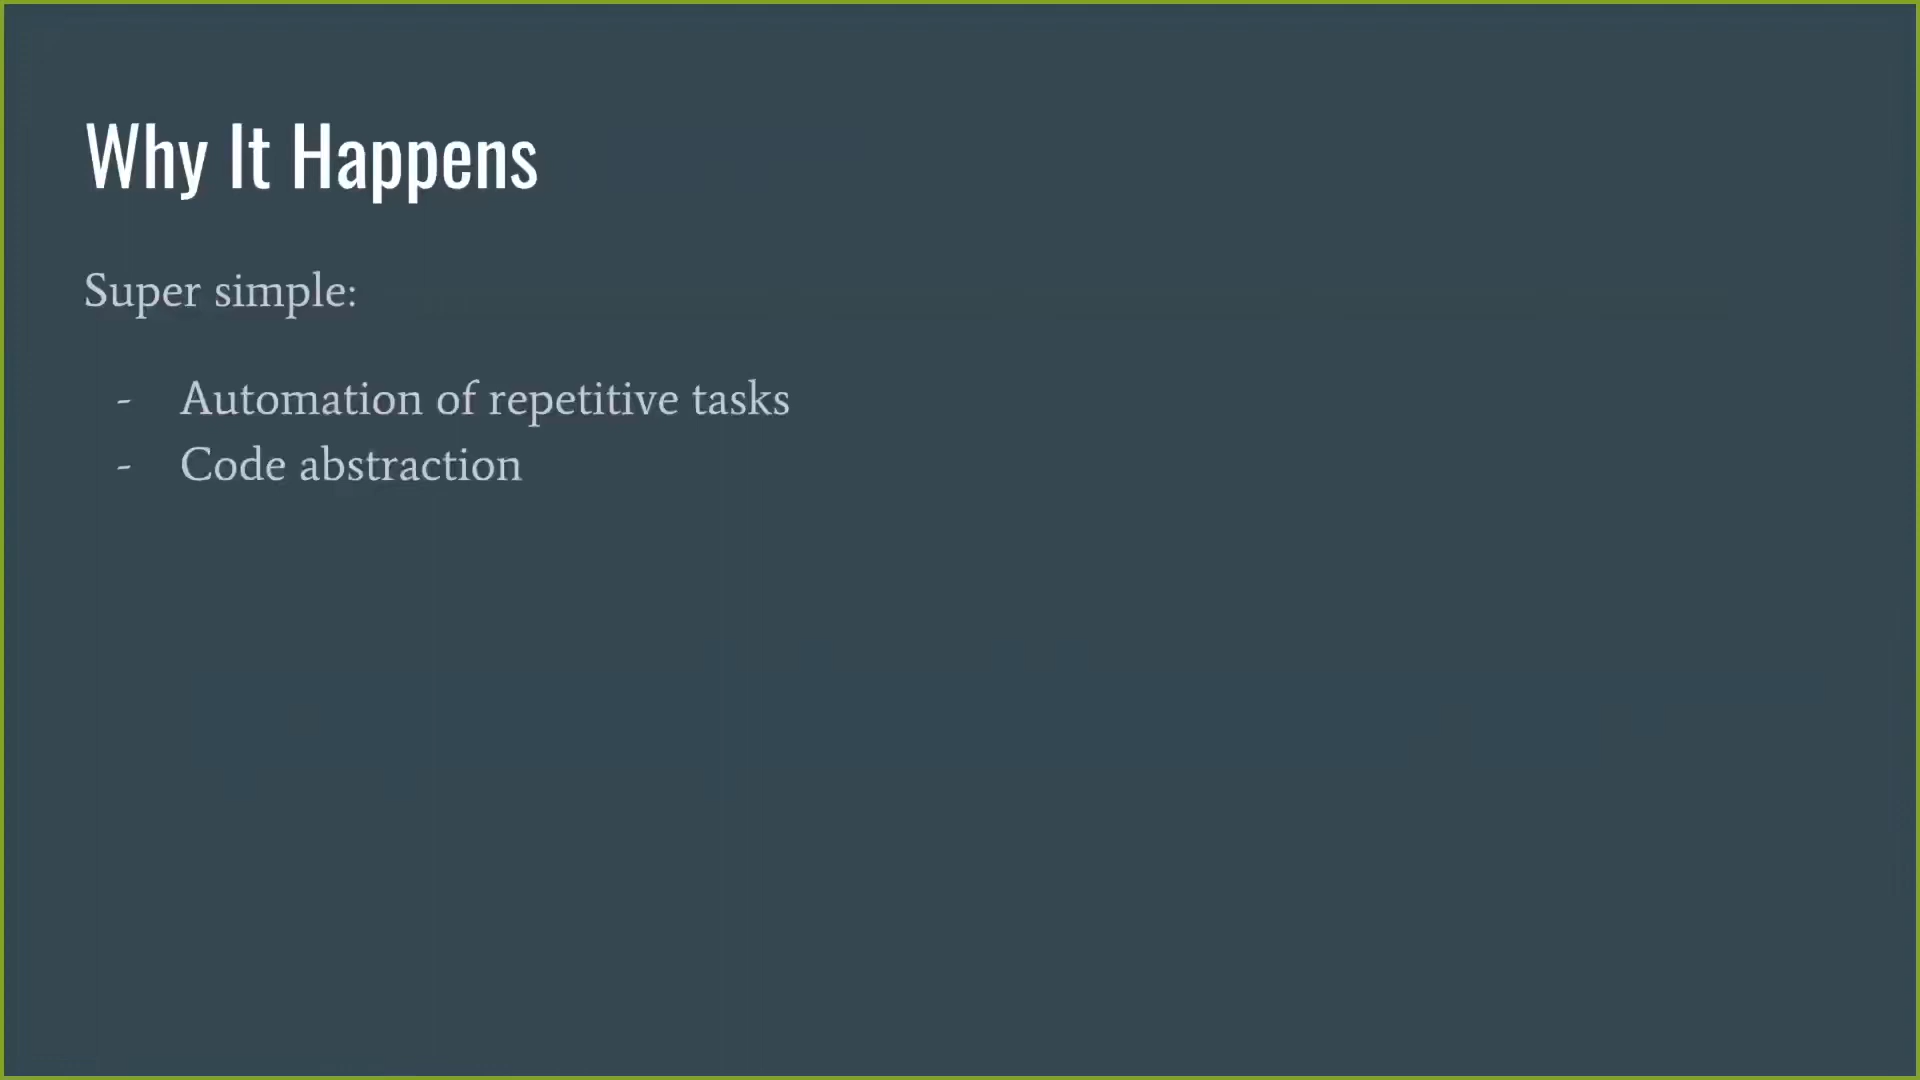 Why It Happens
Super simple:
- Automation of repetitive tasks
- Code abstraction